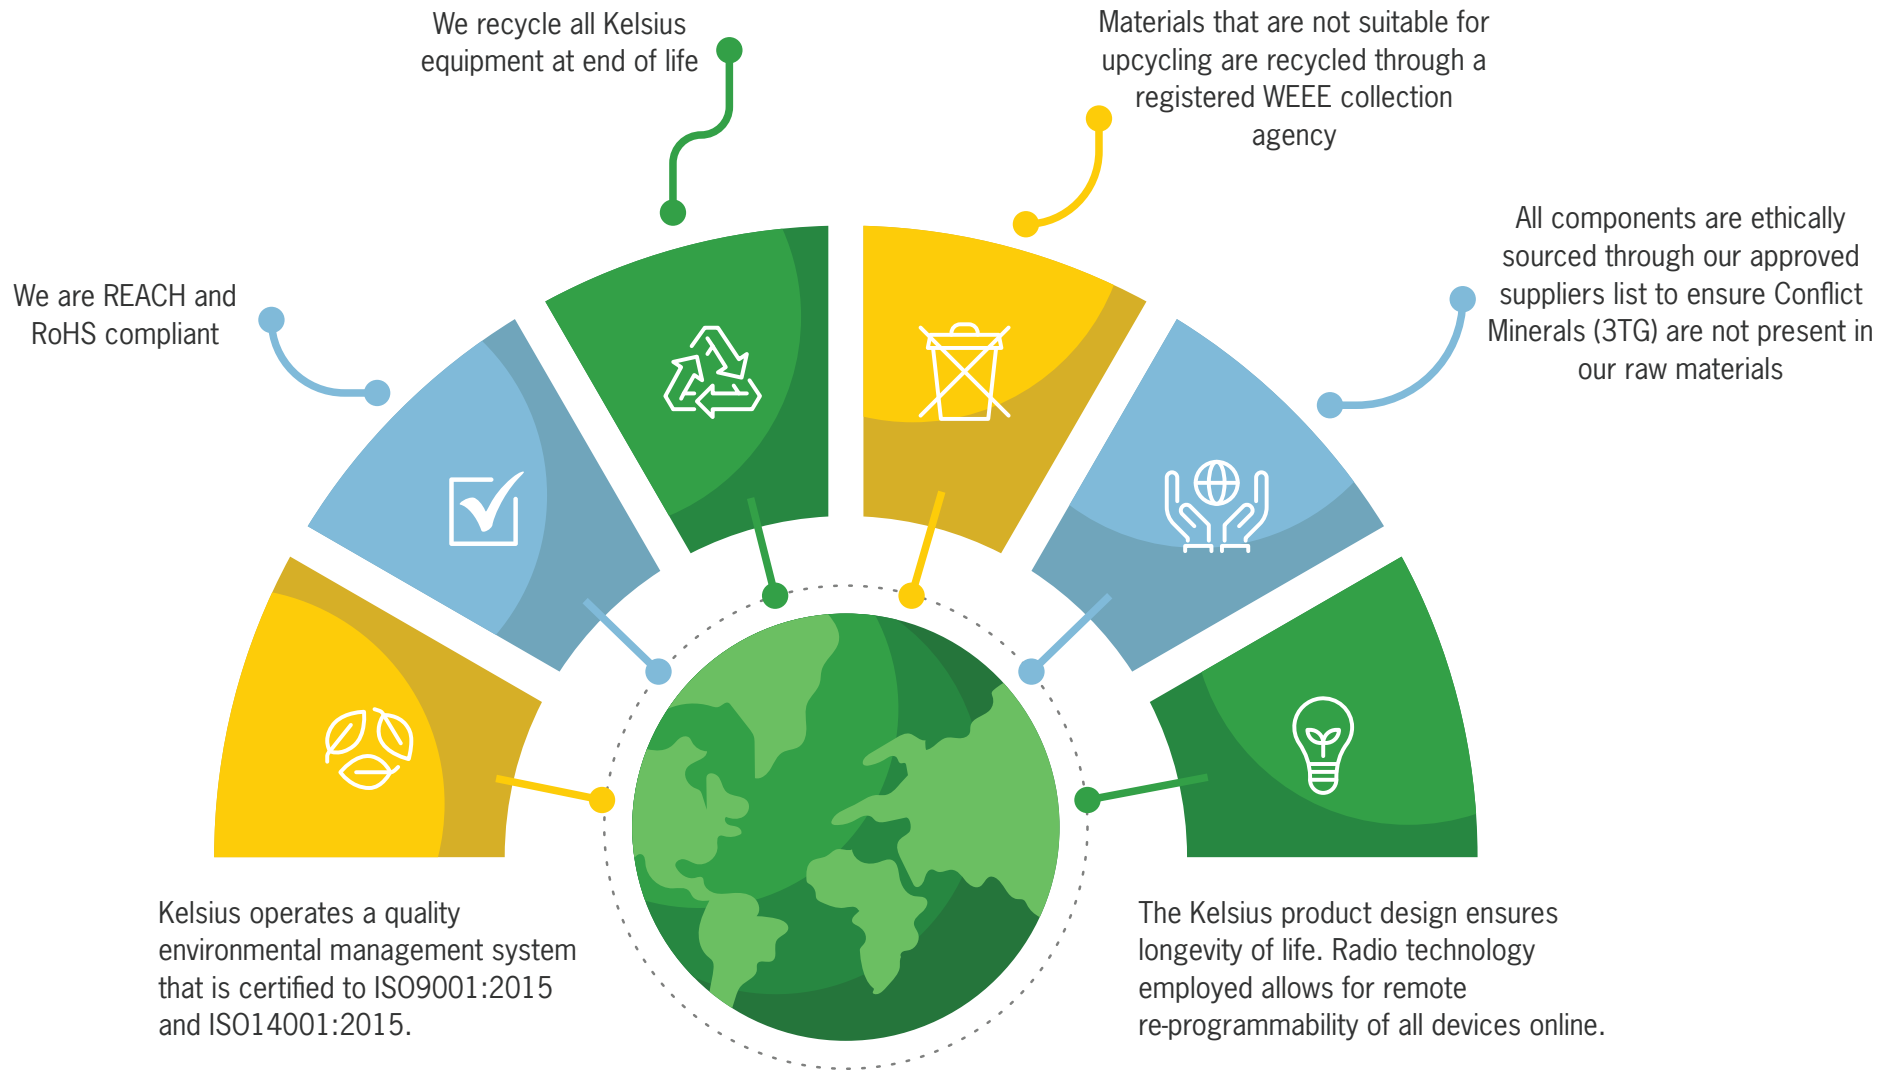 We recycle all Kelsius
equipment at end of life
Materials that are not suitable for
upcycling are recycled through a
registered WEEE collection
agency
All components are ethically
sourced through our approved
suppliers list to ensure Conflict
Minerals (3TG) are not present in
our raw materials
We are REACH and
RoHS compliant
Kelsius operates a quality
environmental management system
that is certified to ISO9001:2015
and ISO14001:2015.
The Kelsius product design ensures
longevity of life. Radio technology
employed allows for remote
re-programmability of all devices online.